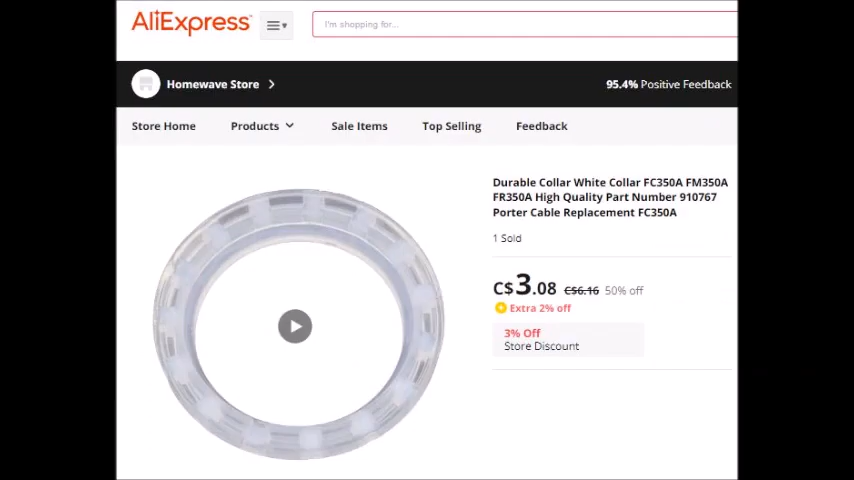 AliExpress
I'm shopping for...
Homewave Store
95.4% Positive Feedback
Store Home Products Sale Items Top Selling Feedback
Durable Collar White Collar FC350A FM350A
FR350A High Quality Part Number 910767
Porter Cable Replacement FC350A
1 Sold
C$3.08 C$6.16 50% off
Extra 2% off
3% Off
Store Discount